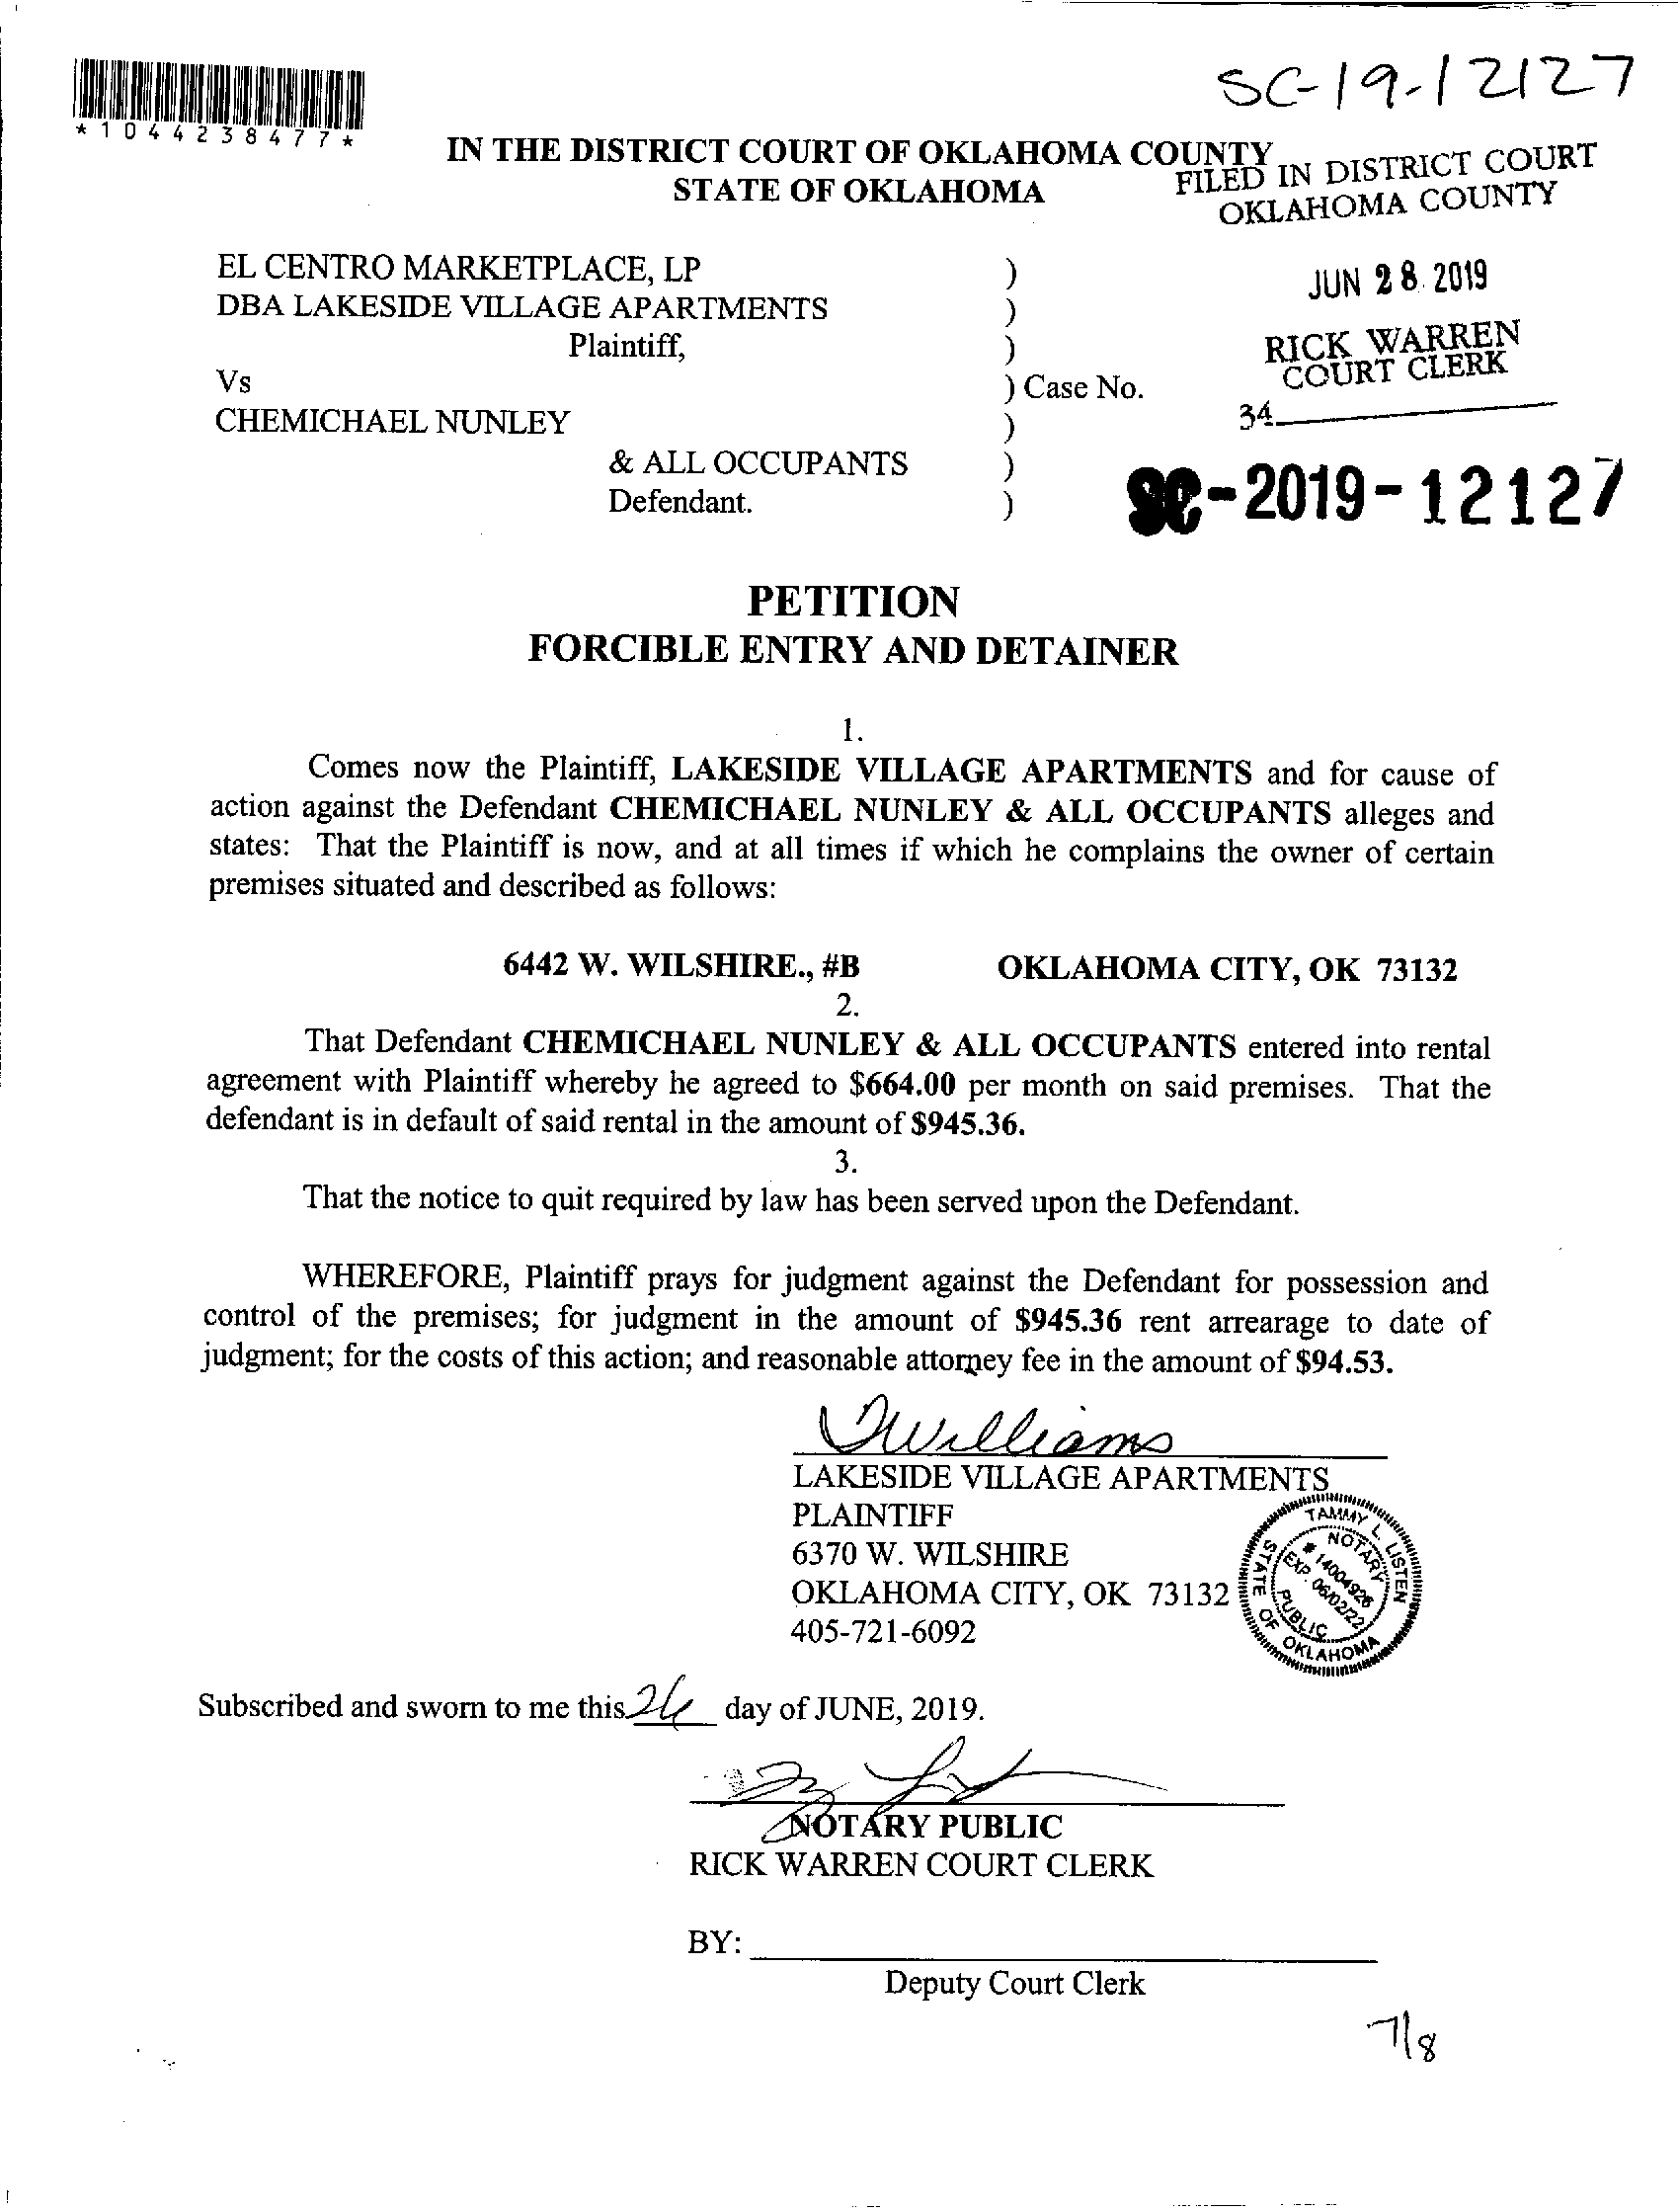 SC-19-12127
*1044238477*
IN THE DISTRICT COURT OF OKLAHOMA COUNTY
STATE OF OKLAHOMA
FILED IN DISTRICT COURT
OKLAHOMA COUNTY
JUN 28 2019
RICK WARREN
COURT CLERK
34
EL CENTRO MARKETPLACE, LP )
DBA LAKESIDE VILLAGE APARTMENTS )
Plaintiff, )
Vs ) Case No.
CHEMICHAEL NUNLEY )
& ALL OCCUPANTS )
Defendant. )
SC-2019-12127
PETITION
FORCIBLE ENTRY AND DETAINER
1.
Comes now the Plaintiff, LAKESIDE VILLAGE APARTMENTS and for cause of
action against the Defendant CHEMICHAEL NUNLEY & ALL OCCUPANTS alleges and
states: That the Plaintiff is now, and at all times if which he complains the owner of certain
premises situated and described as follows:
6442 W. WILSHIRE., #B OKLAHOMA CITY, OK 73132
2.
That Defendant CHEMICHAEL NUNLEY & ALL OCCUPANTS entered into rental
agreement with Plaintiff whereby he agreed to $664.00 per month on said premises. That the
defendant is in default of said rental in the amount of $945.36.
3.
That the notice to quit required by law has been served upon the Defendant.
WHEREFORE, Plaintiff prays for judgment against the Defendant for possession and
control of the premises; for judgment in the amount of $945.36 rent arrearage to date of
judgment; for the costs of this action; and reasonable attorney fee in the amount of $94.53.
Williams
LAKESIDE VILLAGE APARTMENTS
PLAINTIFF
6370 W. WILSHIRE
OKLAHOMA CITY, OK 73132
405-721-6092
TAMMY L. LISTEN
NOTARY
# 14004926
EXP. 06/02/22
PUBLIC
STATE OF OKLAHOMA
Subscribed and sworn to me this 26 day of JUNE, 2019.
NOTARY PUBLIC
RICK WARREN COURT CLERK
BY:
Deputy Court Clerk
7/8